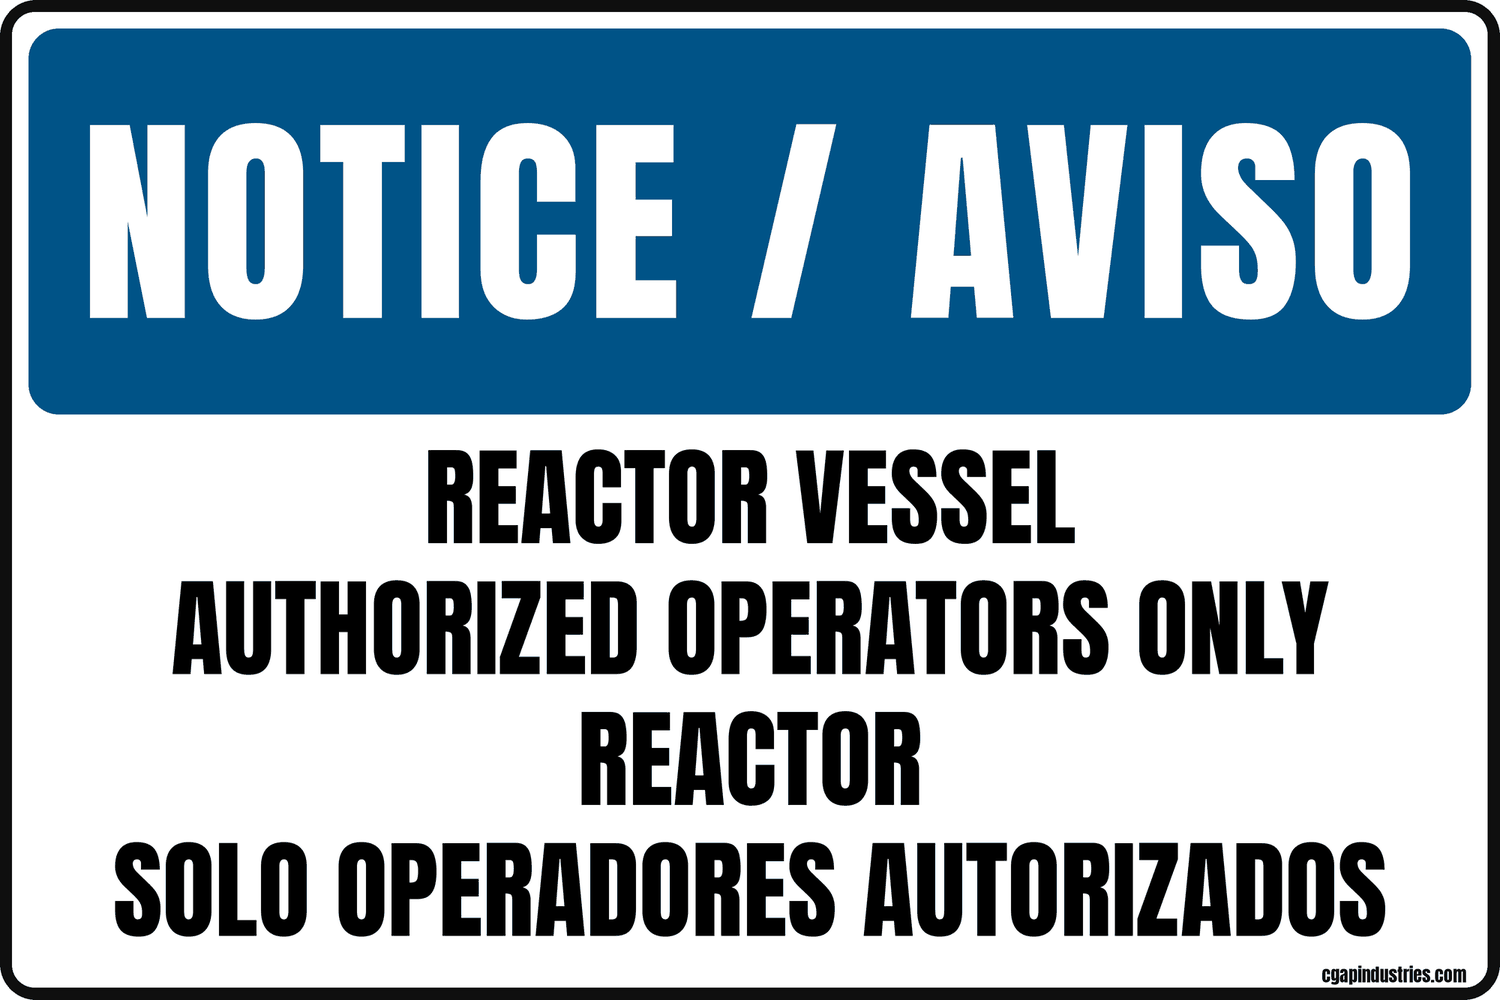 NOTICE / AVISO
REACTOR VESSEL
AUTHORIZED OPERATORS ONLY
REACTOR
SOLO OPERADORES AUTORIZADOS
cgapindustries.com